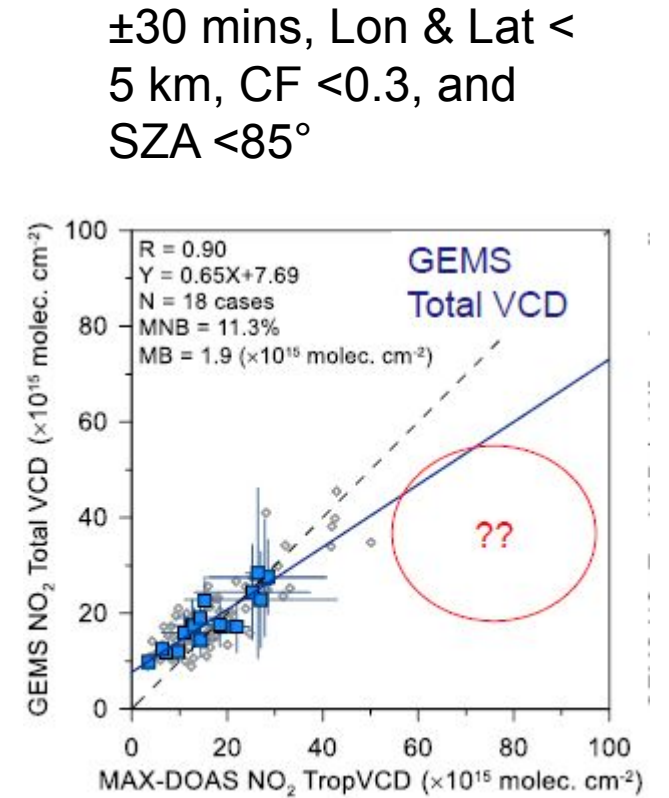 ±30 mins, Lon & Lat <
5 km, CF <0.3, and
SZA <85°
100
80
60
40
20
0
GEMS NO₂ Total VCD (×10¹⁵ molec. cm⁻²)
R = 0.90
Y = 0.65X+7.69
N = 18 cases
MNB = 11.3%
MB = 1.9 (×10¹⁵ molec. cm⁻²)
GEMS
Total VCD
??
0 20 40 60 80 100
MAX-DOAS NO₂ TropVCD (×10¹⁵ molec. cm⁻²)